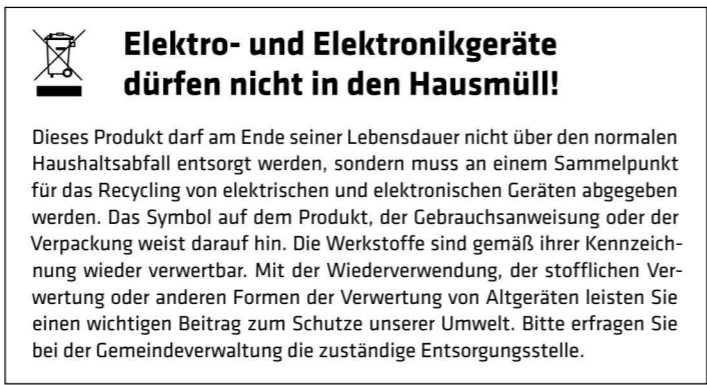 Elektro- und Elektronikgeräte
dürfen nicht in den Hausmüll!
Dieses Produkt darf am Ende seiner Lebensdauer nicht über den normalen
Haushaltsabfall entsorgt werden, sondern muss an einem Sammelpunkt
für das Recycling von elektrischen und elektronischen Geräten abgegeben
werden. Das Symbol auf dem Produkt, der Gebrauchsanweisung oder der
Verpackung weist darauf hin. Die Werkstoffe sind gemäß ihrer Kennzeich-
nung wieder verwertbar. Mit der Wiederverwendung, der stofflichen Ver-
wertung oder anderen Formen der Verwertung von Altgeräten leisten Sie
einen wichtigen Beitrag zum Schutze unserer Umwelt. Bitte erfragen Sie
bei der Gemeindeverwaltung die zuständige Entsorgungsstelle.